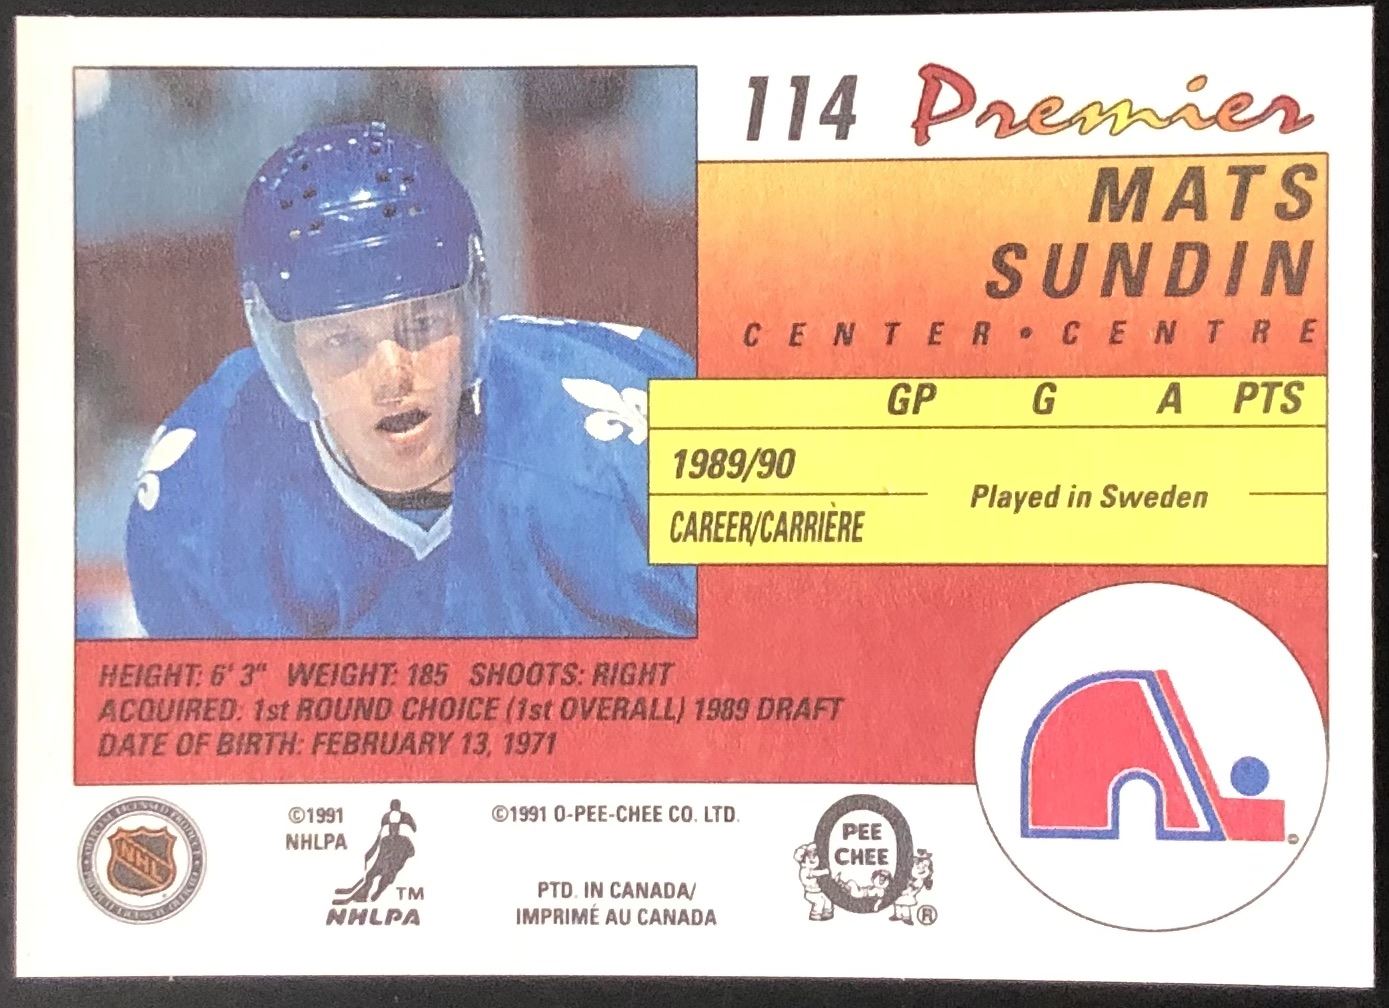 114 Premier
MATS
SUNDIN
CENTER • CENTRE
GP G A PTS
1989/90
Played in Sweden
CAREER/CARRIÈRE
HEIGHT: 6' 3" WEIGHT: 185 SHOOTS: RIGHT
ACQUIRED: 1st ROUND CHOICE (1st OVERALL) 1989 DRAFT
DATE OF BIRTH: FEBRUARY 13, 1971
NHL
©1991
NHLPA
TM
NHLPA
©1991 O-PEE-CHEE CO. LTD.
PTD. IN CANADA/
IMPRIMÉ AU CANADA
O
PEE
CHEE
®